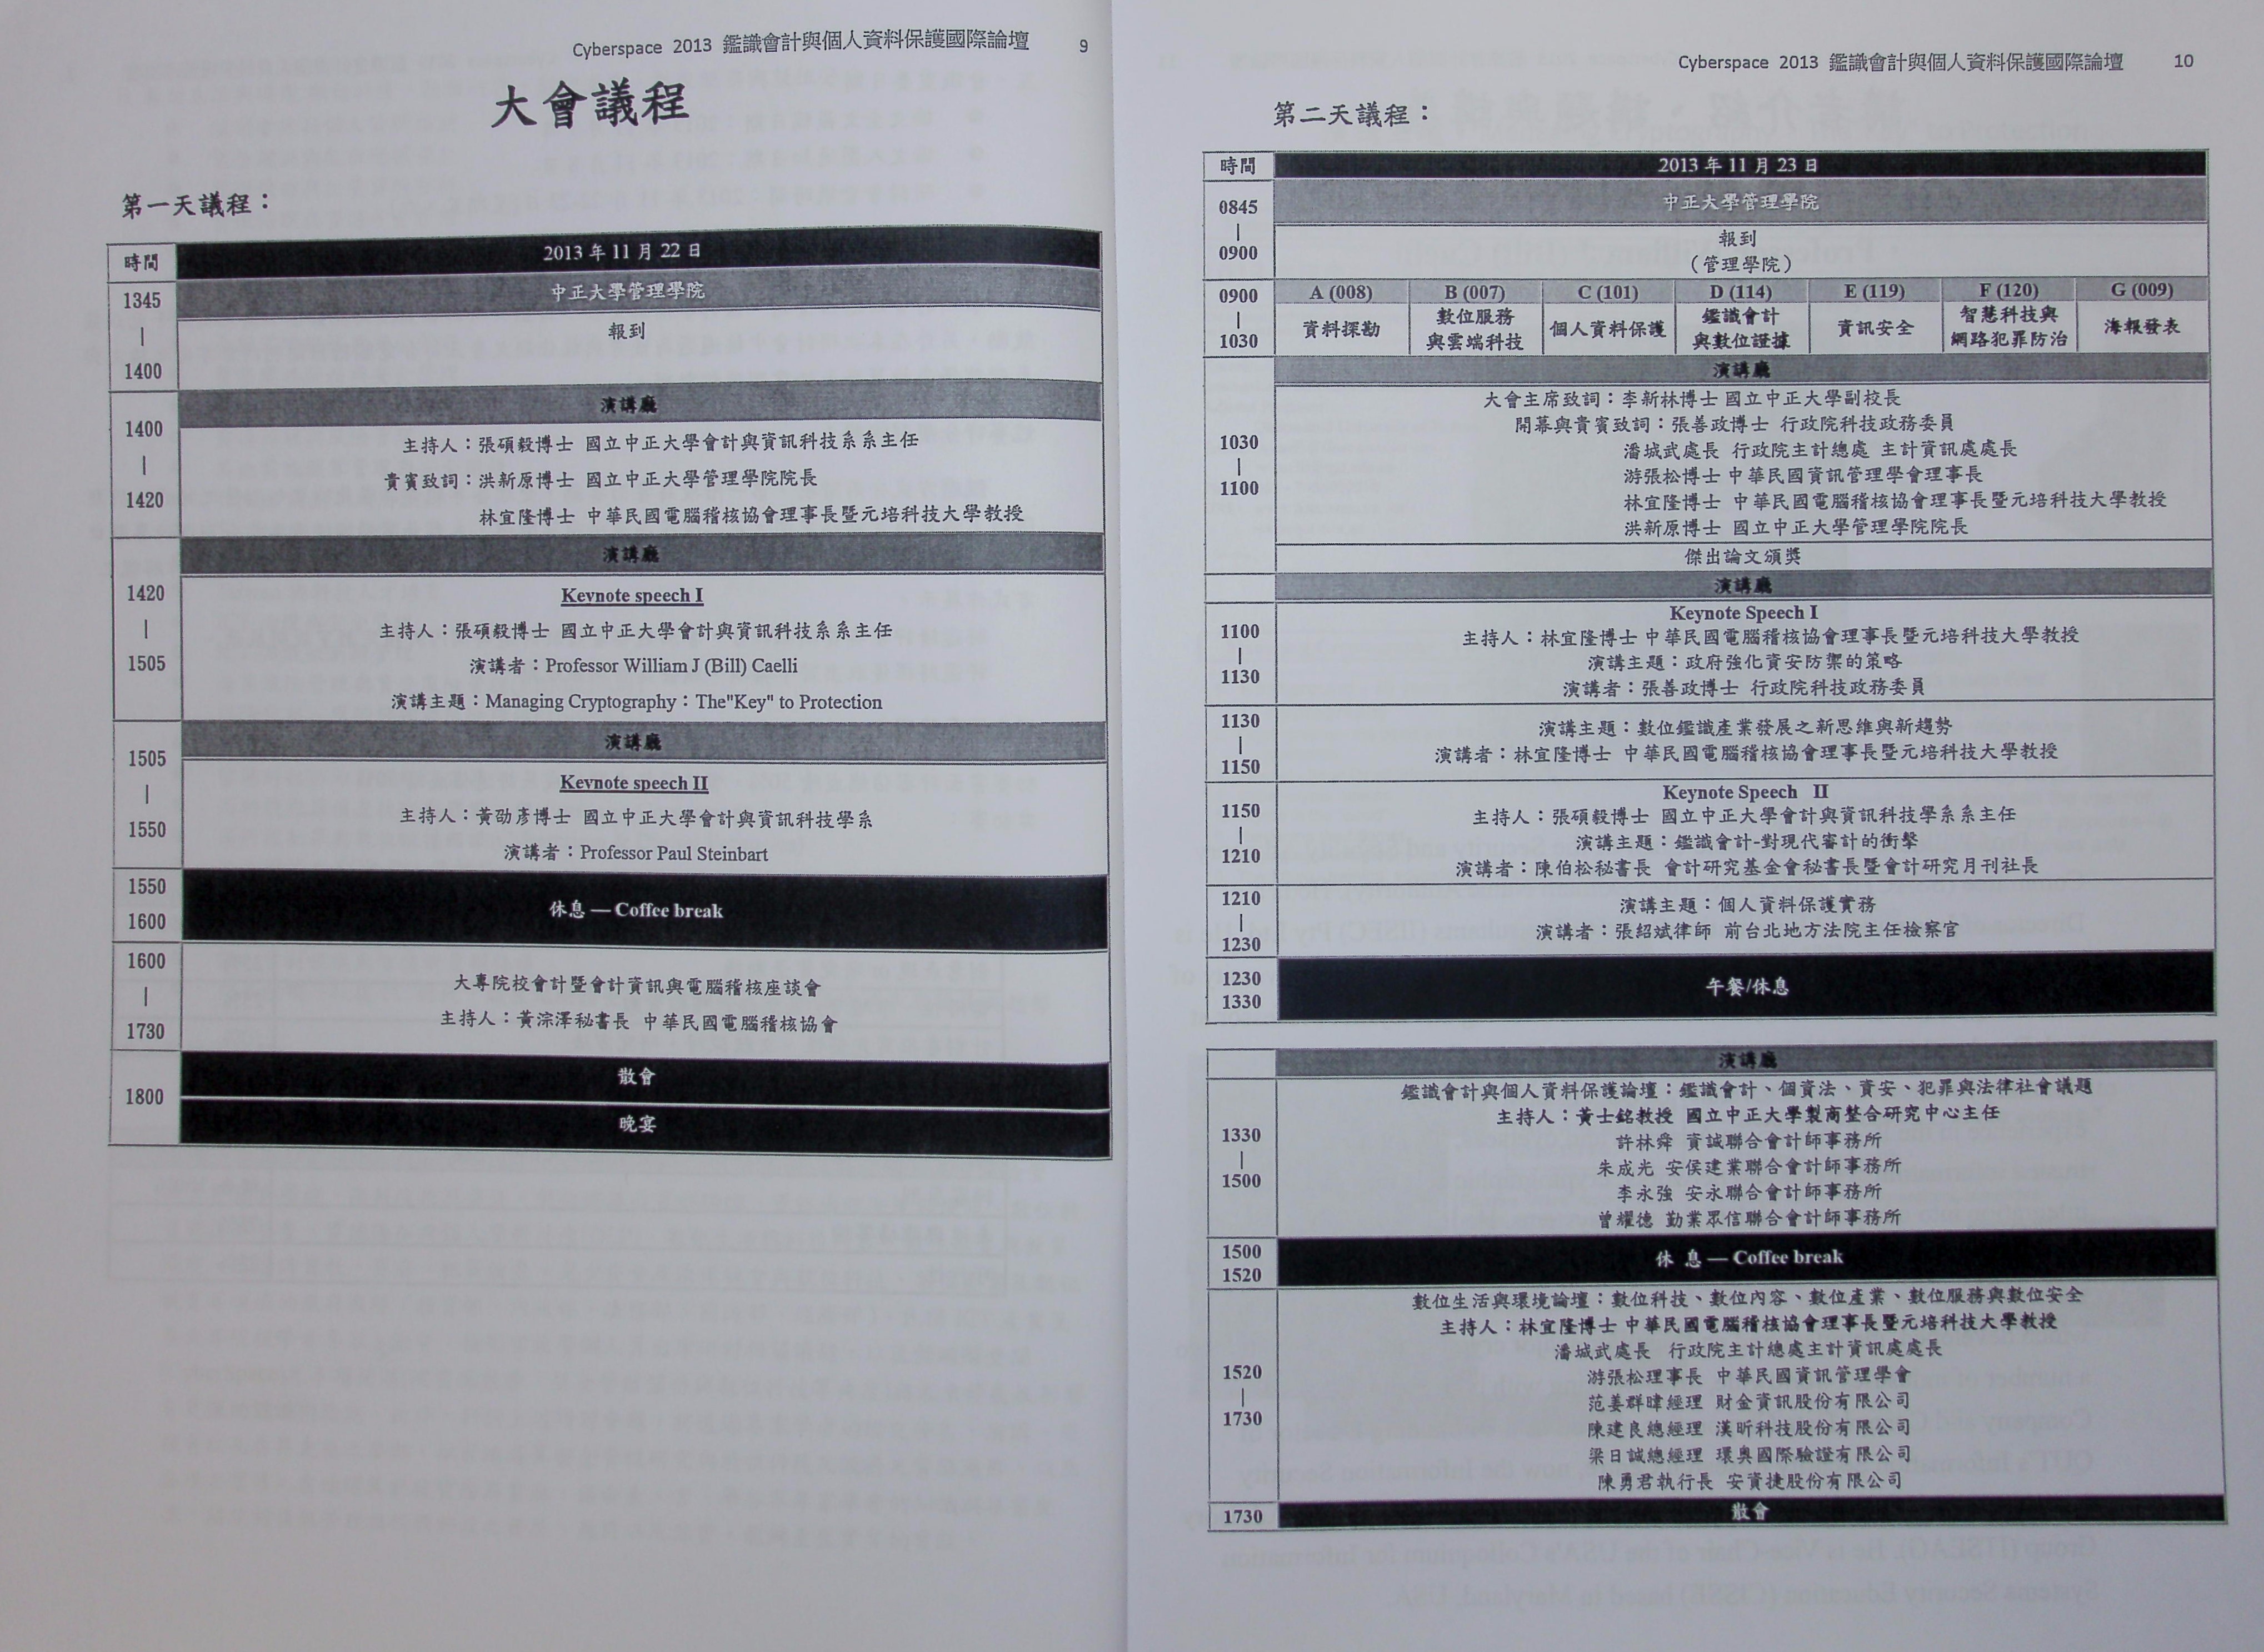 Cyberspace 2013 鑑識會計與個人資料保護國際論壇 9
大會議程
第一天議程：
時間 2013 年 11 月 22 日
中正大學管理學院
1345
|
1400
報到
演講廳
1400
|
1420
主持人：張碩毅博士 國立中正大學會計與資訊科技系系主任
貴賓致詞：洪新原博士 國立中正大學管理學院院長
林宜隆博士 中華民國電腦稽核協會理事長暨元培科技大學教授
演講廳
1420
|
1505
Keynote speech I
主持人：張碩毅博士 國立中正大學會計與資訊科技系系主任
演講者：Professor William J (Bill) Caelli
演講主題：Managing Cryptography：The"Key" to Protection
演講廳
1505
|
1550
Keynote speech II
主持人：黃劭彥博士 國立中正大學會計與資訊科技學系
演講者：Professor Paul Steinbart
1550
1600
休息 — Coffee break
1600
|
1730
大專院校會計暨會計資訊與電腦稽核座談會
主持人：黃淙澤秘書長 中華民國電腦稽核協會
1800
散會
晚宴
Cyberspace 2013 鑑識會計與個人資料保護國際論壇 10
第二天議程：
時間 2013 年 11 月 23 日
0845
|
0900
中正大學管理學院
報到
（管理學院）
0900
|
1030
A (008) B (007) C (101) D (114) E (119) F (120) G (009)
資料探勘 數位服務與雲端科技 個人資料保護 鑑識會計與數位證據 資訊安全 智慧科技與網路犯罪防治 海報發表
演講廳
1030
|
1100
大會主席致詞：李新林博士 國立中正大學副校長
開幕與貴賓致詞：張善政博士 行政院科技政務委員
潘城武處長 行政院主計總處 主計資訊處處長
游張松博士 中華民國資訊管理學會理事長
林宜隆博士 中華民國電腦稽核協會理事長暨元培科技大學教授
洪新原博士 國立中正大學管理學院院長
傑出論文頒獎
演講廳
1100
|
1130
Keynote Speech I
主持人：林宜隆博士 中華民國電腦稽核協會理事長暨元培科技大學教授
演講主題：政府強化資安防禦的策略
演講者：張善政博士 行政院科技政務委員
1130
|
1150
演講主題：數位鑑識產業發展之新思維與新趨勢
演講者：林宜隆博士 中華民國電腦稽核協會理事長暨元培科技大學教授
1150
|
1210
Keynote Speech II
主持人：張碩毅博士 國立中正大學會計與資訊科技學系系主任
演講主題：鑑識會計-對現代審計的衝擊
演講者：陳伯松秘書長 會計研究基金會秘書長暨會計研究月刊社長
1210
|
1230
演講主題：個人資料保護實務
演講者：張紹斌律師 前台北地方法院主任檢察官
1230
1330
午餐/休息
演講廳
1330
|
1500
鑑識會計與個人資料保護論壇：鑑識會計、個資法、資安、犯罪與法律社會議題
主持人：黃士銘教授 國立中正大學製商整合研究中心主任
許林舜 資誠聯合會計師事務所
朱成光 安侯建業聯合會計師事務所
李永強 安永聯合會計師事務所
曾耀德 勤業眾信聯合會計師事務所
1500
1520
休 息 — Coffee break
1520
|
1730
數位生活與環境論壇：數位科技、數位內容、數位產業、數位服務與數位安全
主持人：林宜隆博士 中華民國電腦稽核協會理事長暨元培科技大學教授
潘城武處長 行政院主計總處主計資訊處處長
游張松理事長 中華民國資訊管理學會
范姜群暐經理 財金資訊股份有限公司
陳建良總經理 漢昕科技股份有限公司
梁日誠總經理 環奧國際驗證有限公司
陳勇君執行長 安資捷股份有限公司
1730
散會